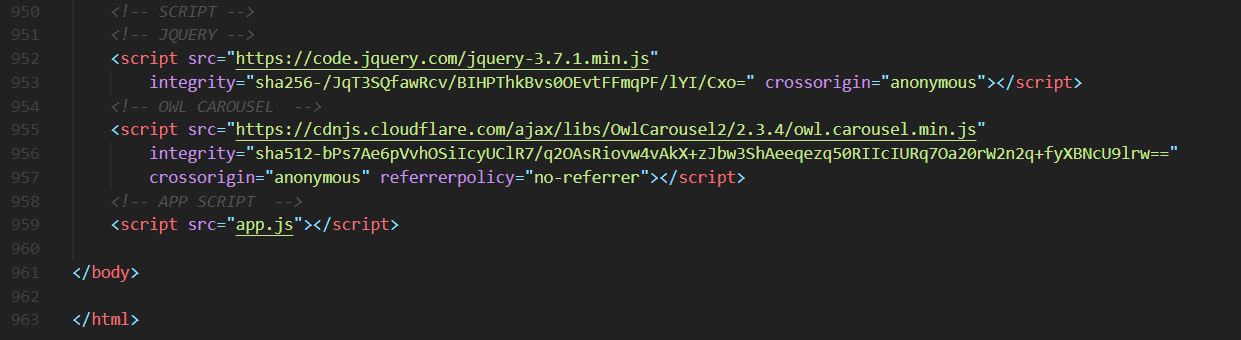 950 <!-- SCRIPT -->
951 <!-- JQUERY -->
952 <script src="https://code.jquery.com/jquery-3.7.1.min.js"
953 integrity="sha256-/JqT3SQfawRcv/BIHPThkBvs0OEvtFFmqPF/lYI/Cxo=" crossorigin="anonymous"></script>
954 <!-- OWL CAROUSEL  -->
955 <script src="https://cdnjs.cloudflare.com/ajax/libs/OwlCarousel2/2.3.4/owl.carousel.min.js"
956 integrity="sha512-bPs7Ae6pVvhOSiIcyUClR7/q2OAsRiovw4vAkX+zJbw3ShAeeqezq50RIIcIURq7Oa20rW2n2q+fyXBNcU9lrw=="
957 crossorigin="anonymous" referrerpolicy="no-referrer"></script>
958 <!-- APP SCRIPT  -->
959 <script src="app.js"></script>
960
961 </body>
962
963 </html>